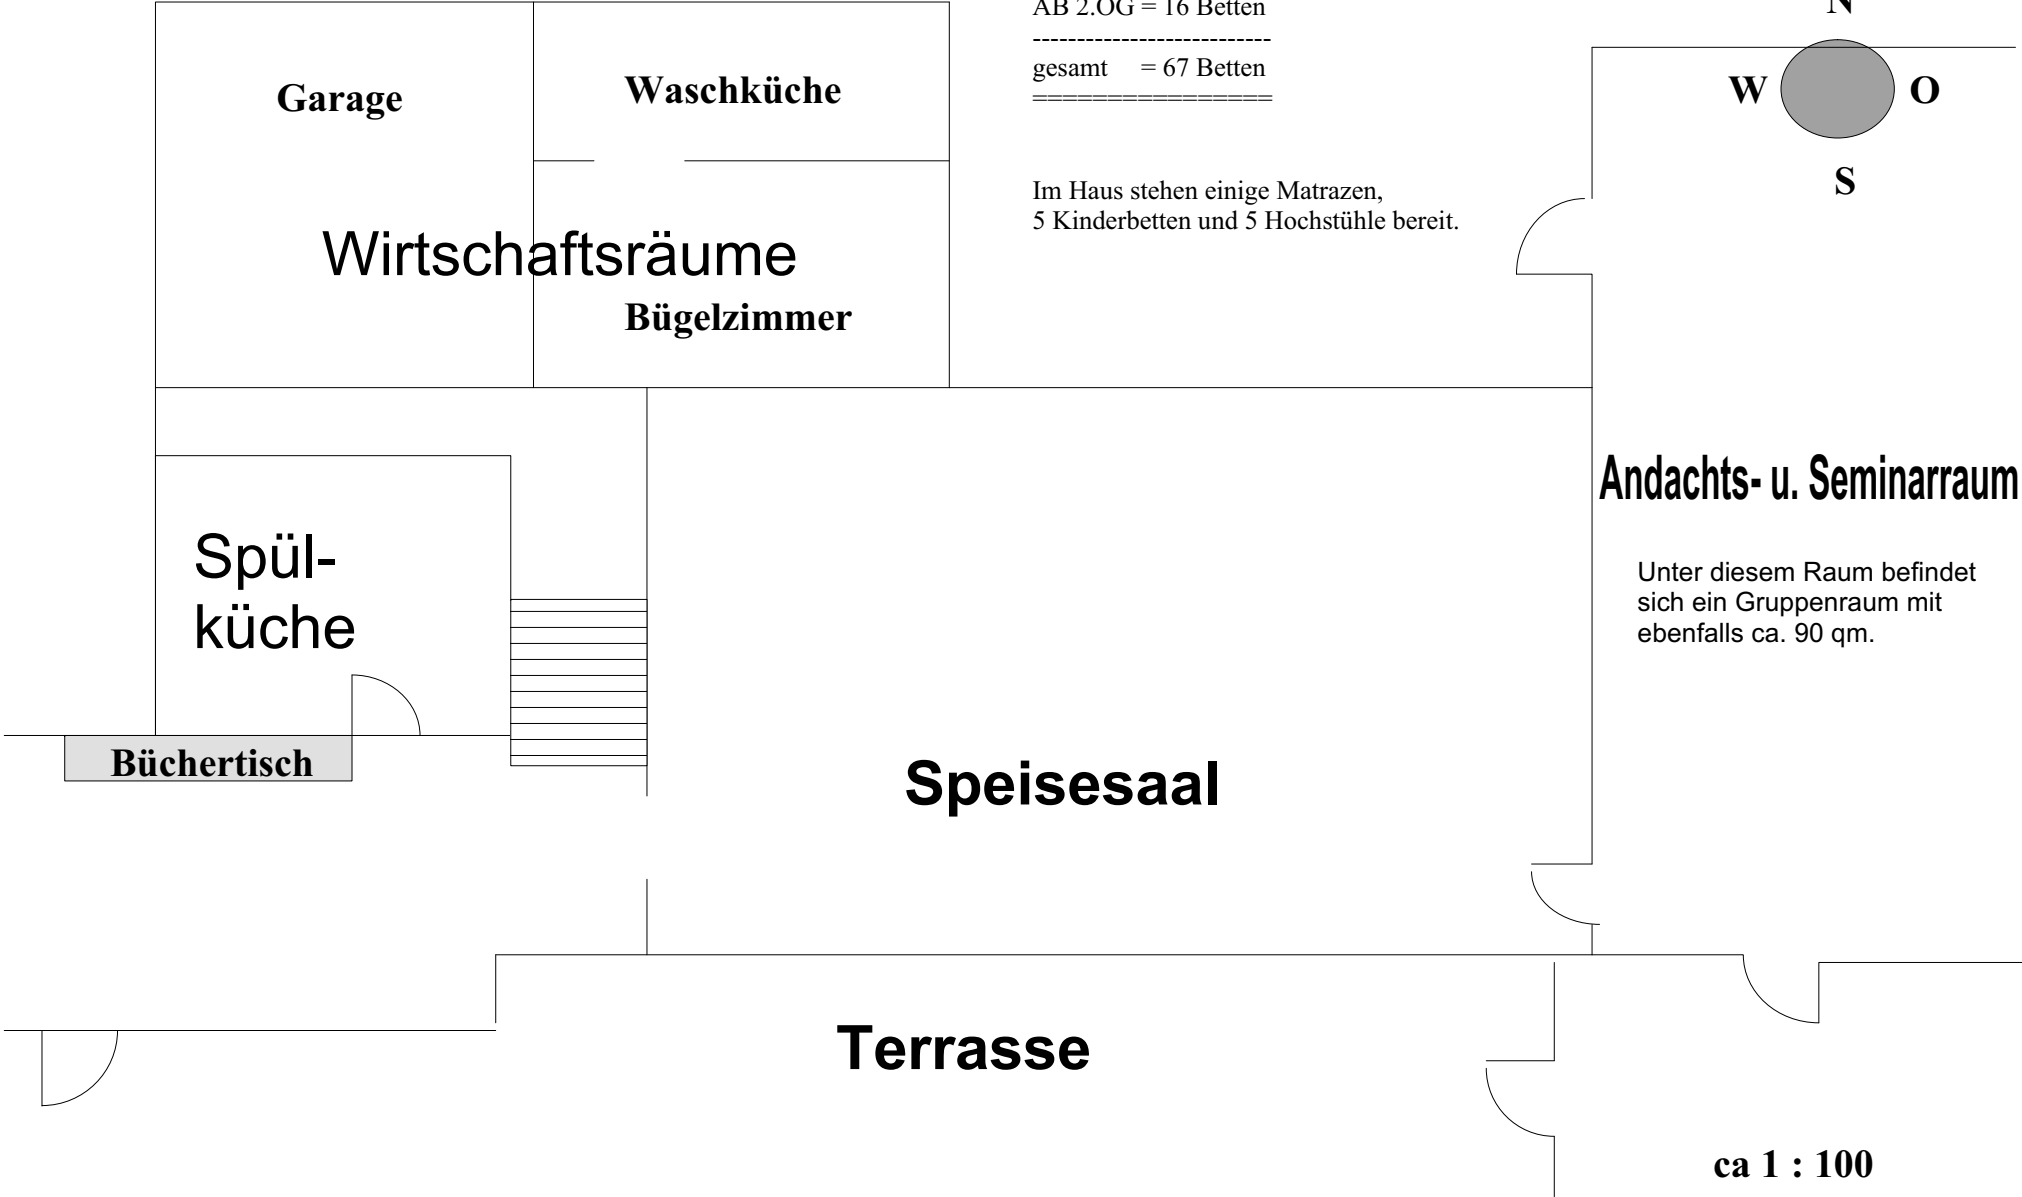 AB 2.OG = 16 Betten
---------------------------
gesamt = 67 Betten
================
Im Haus stehen einige Matrazen,
5 Kinderbetten und 5 Hochstühle bereit.
N
W O
S
Garage
Waschküche
Wirtschaftsräume
Bügelzimmer
Andachts- u. Seminarraum
Unter diesem Raum befindet
sich ein Gruppenraum mit
ebenfalls ca. 90 qm.
Spül-
küche
Büchertisch
Speisesaal
Terrasse
ca 1 : 100